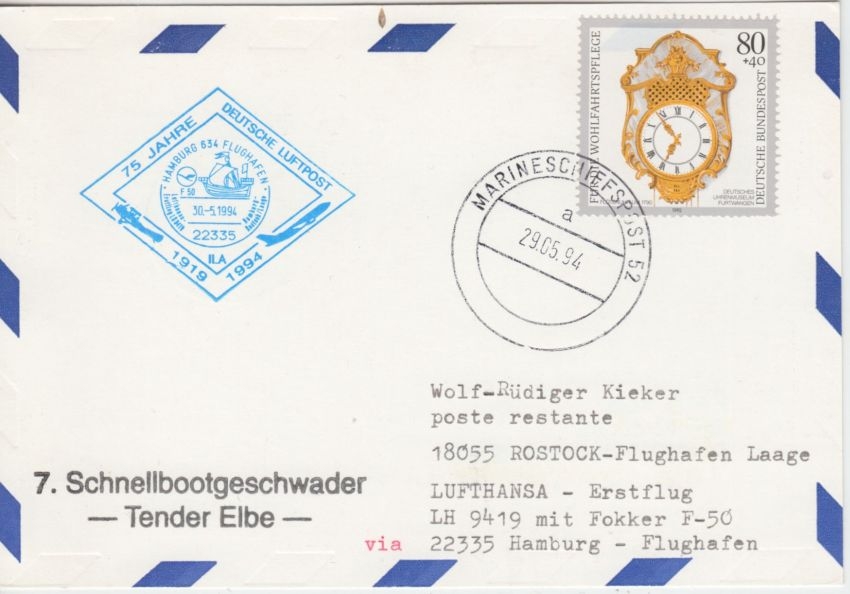 75 JAHRE
DEUTSCHE LUFTPOST
HAMBURG 634 FLUGHAFEN
F 50
30.-5.1994
22335
ILA
1919 1994
80
+40
FÜR DIE WOHLFAHRTSPFLEGE
DEUTSCHE BUNDESPOST
DEUTSCHES
UHRENMUSEUM
FURTWANGEN
MARINESCHIFFSPOST 52
a
29.05.94
Wolf-Rüdiger Kieker
poste restante
18055 ROSTOCK-Flughafen Laage
LUFTHANSA - Erstflug
LH 9419 mit Fokker F-50
via 22335 Hamburg - Flughafen
7. Schnellbootgeschwader
— Tender Elbe —